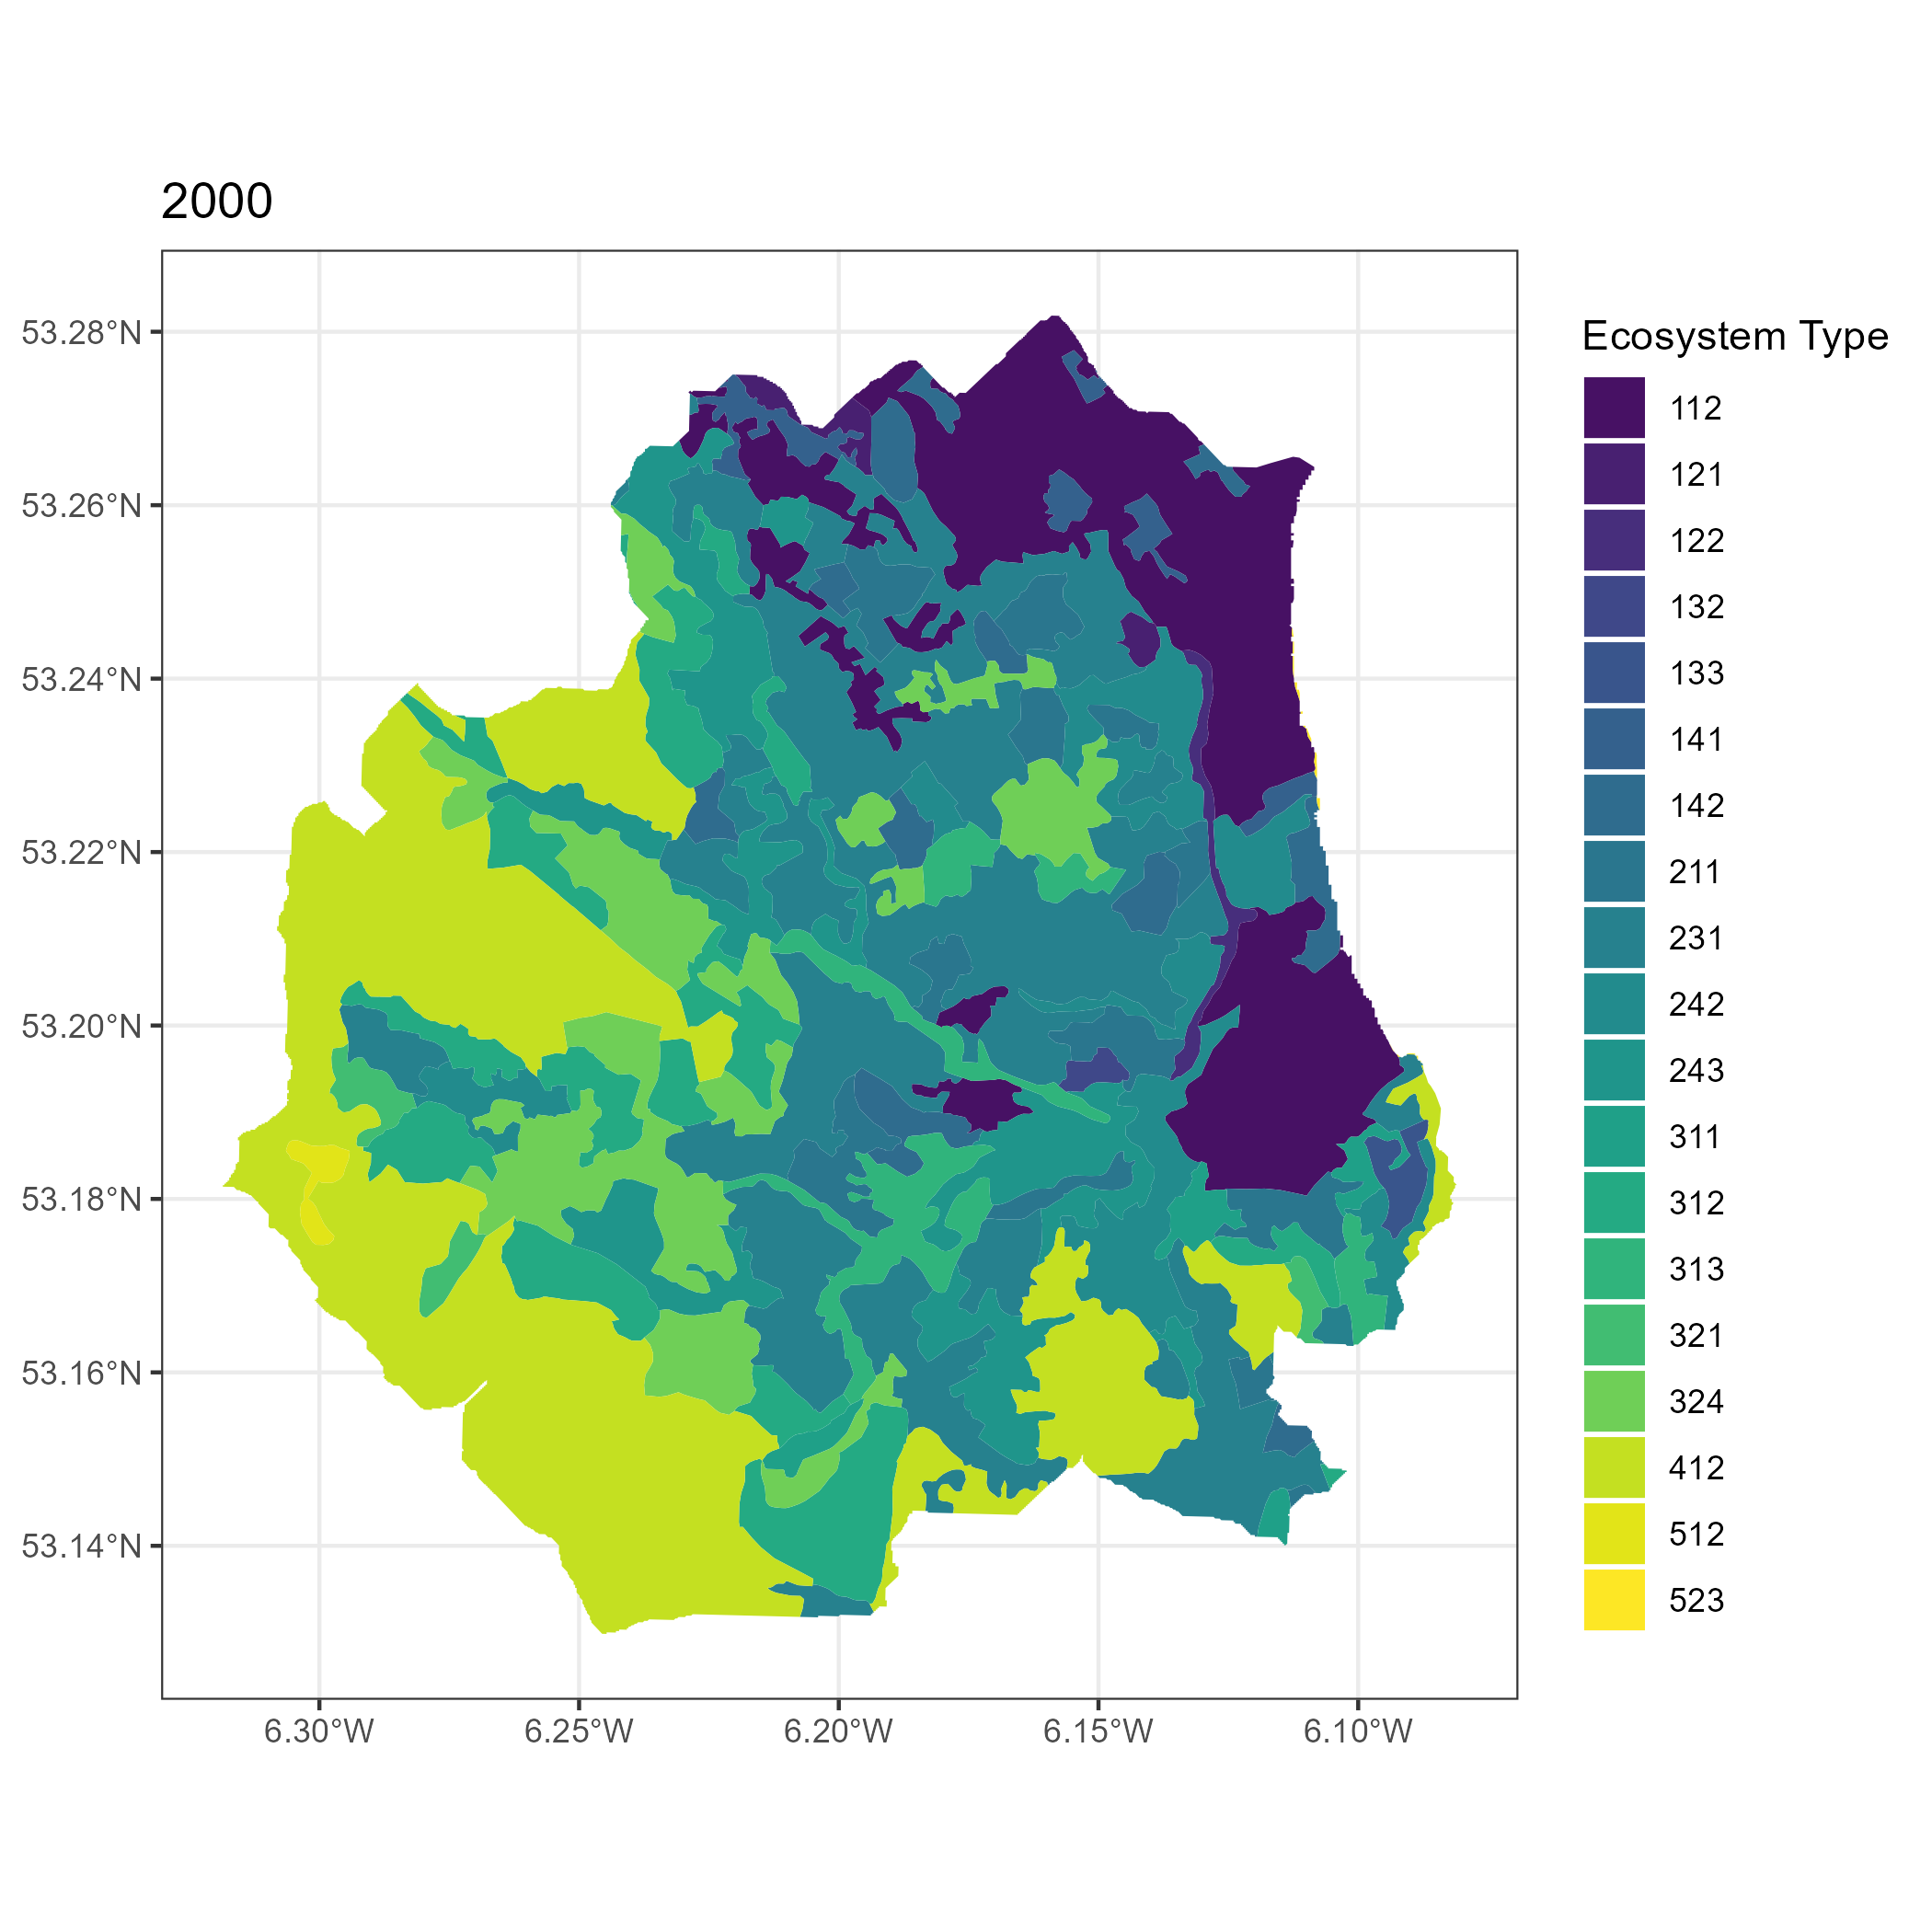 2000
53.28°N
53.26°N
53.24°N
53.22°N
53.20°N
53.18°N
53.16°N
53.14°N
6.30°W
6.25°W
6.20°W
6.15°W
6.10°W
Ecosystem Type
112
121
122
132
133
141
142
211
231
242
243
311
312
313
321
324
412
512
523